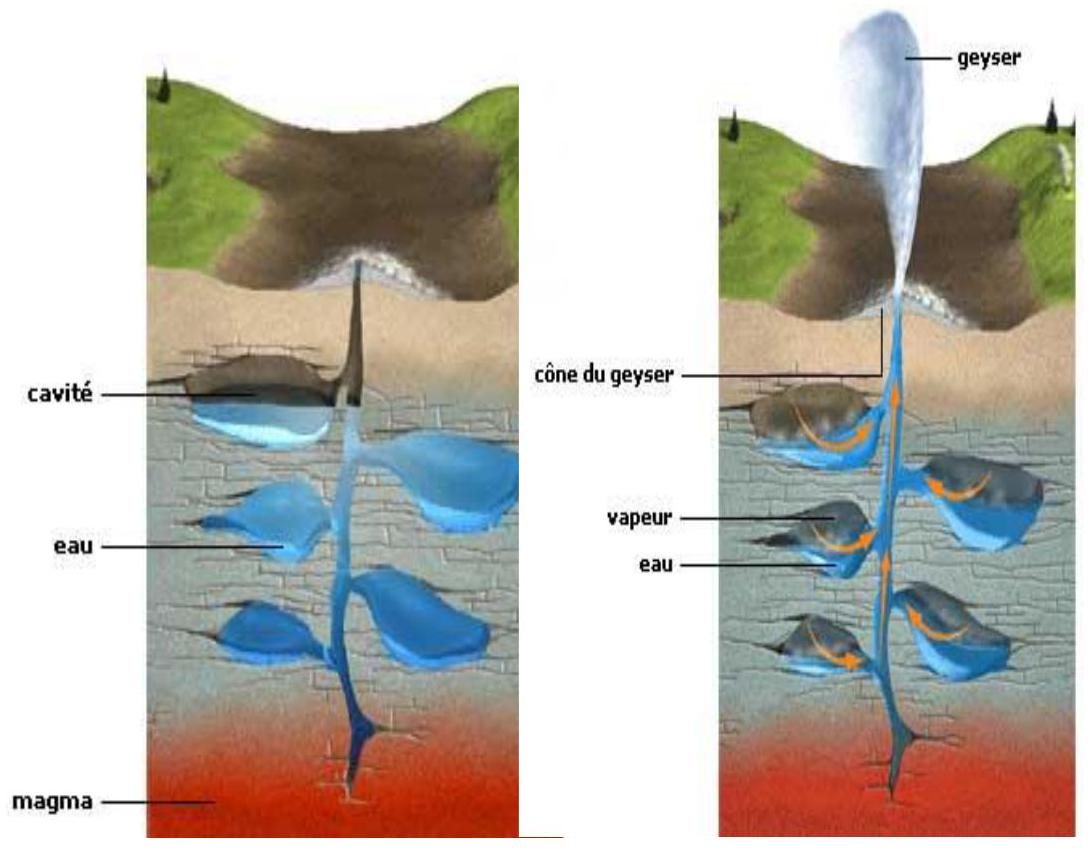 cavité
eau
magma
geyser
cône du geyser
vapeur
eau